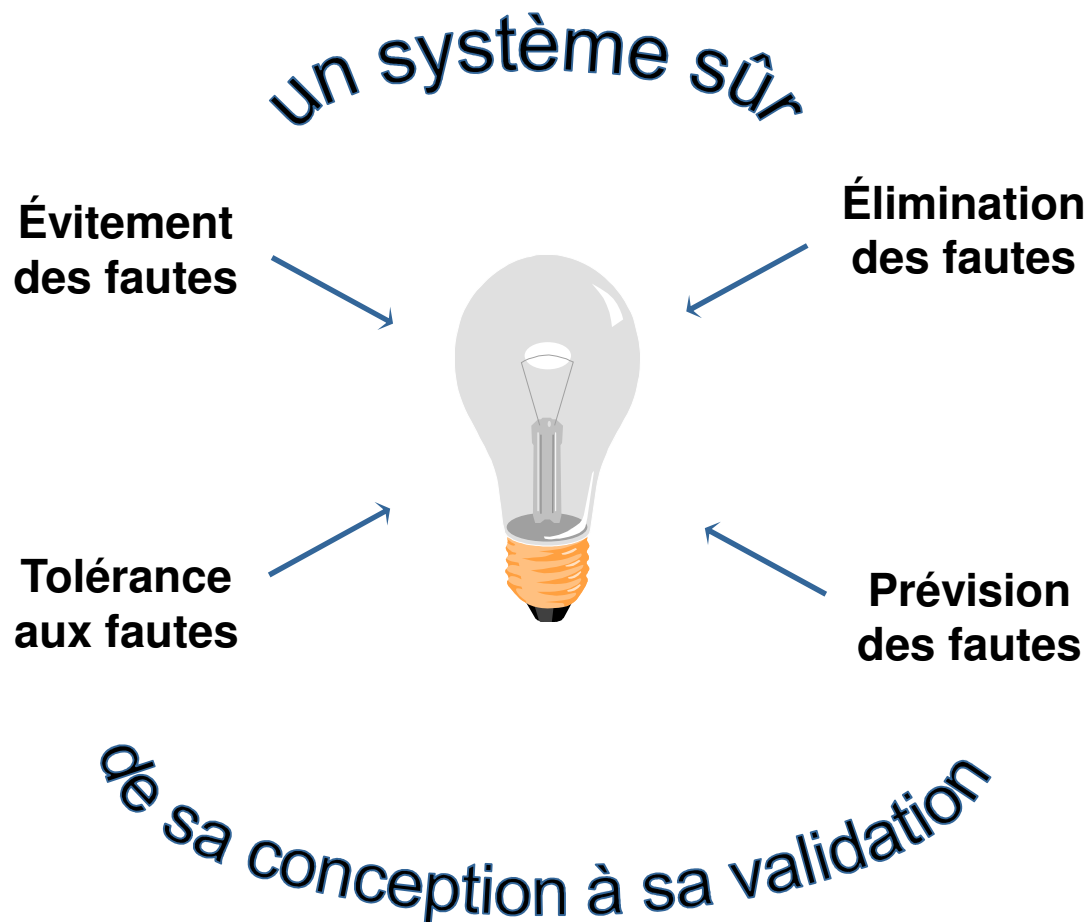 un système sûr
Évitement
des fautes
Élimination
des fautes
Tolérance
aux fautes
Prévision
des fautes
de sa conception à sa validation